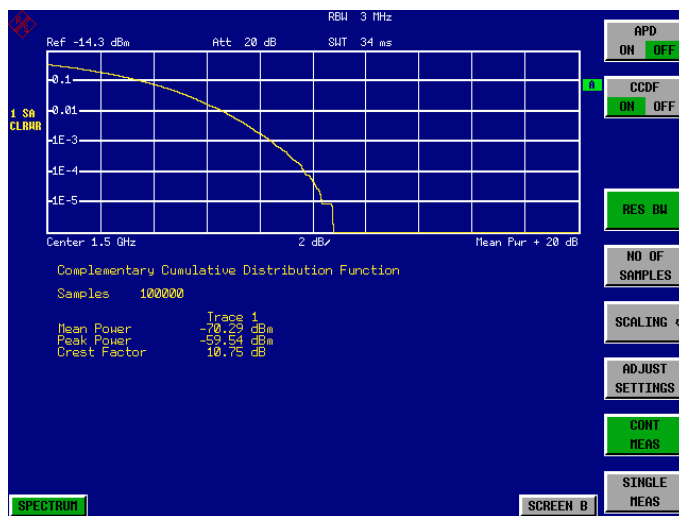 RBW 3 MHz
Ref -14.3 dBm Att 20 dB SWT 34 ms
0.1
A
0.01
1 SA
CLRWR
1E-3
1E-4
1E-5
Center 1.5 GHz 2 dB/ Mean Pwr + 20 dB
Complementary Cumulative Distribution Function
Samples 100000
Trace 1
Mean Power -70.29 dBm
Peak Power -59.54 dBm
Crest Factor 10.75 dB
SPECTRUM
SCREEN B
APD
ON OFF
CCDF
ON OFF
RES BW
NO OF
SAMPLES
SCALING
ADJUST
SETTINGS
CONT
MEAS
SINGLE
MEAS